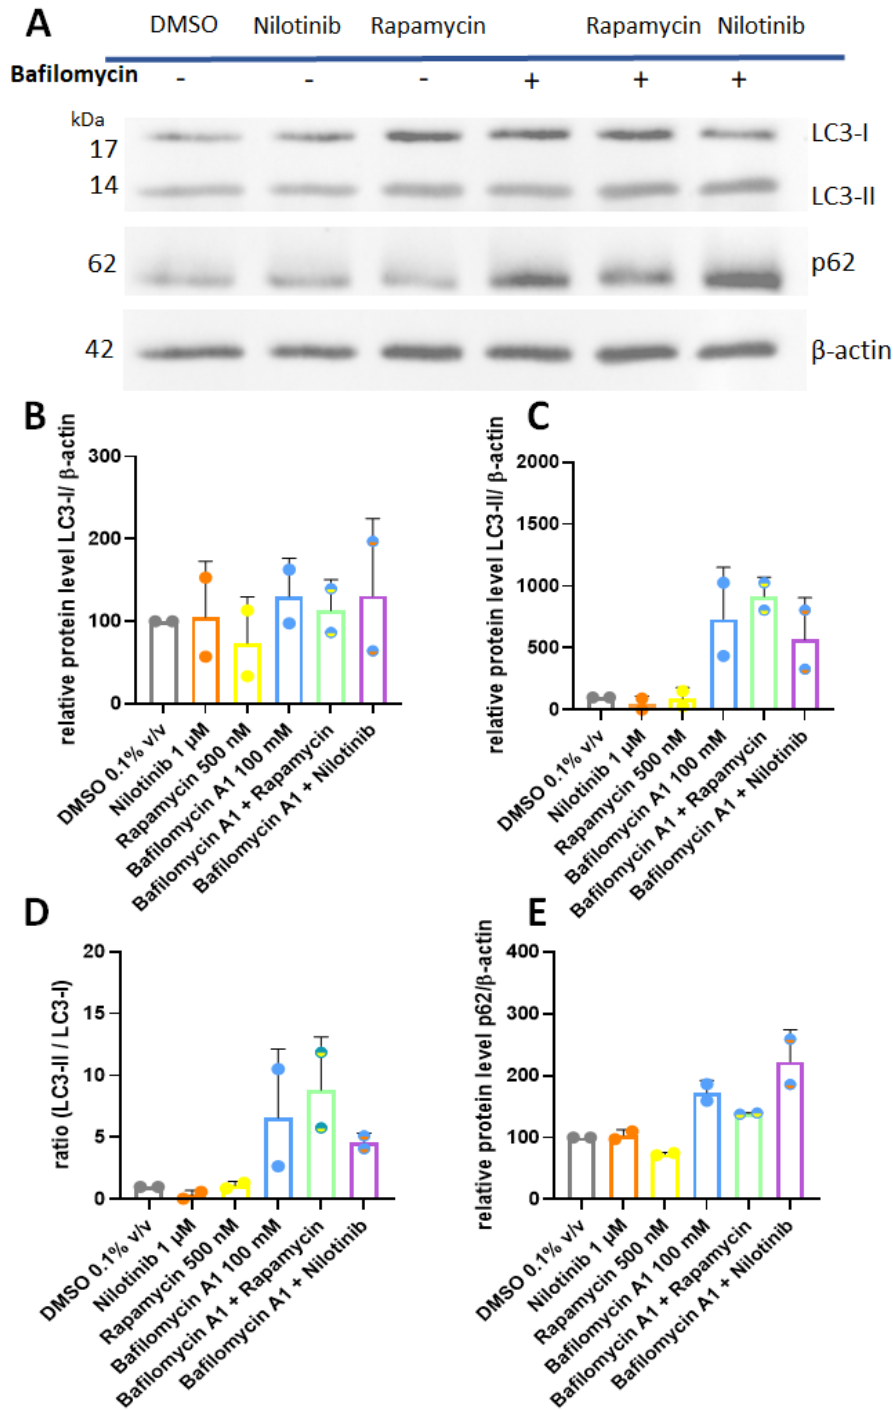 A
DMSO Nilotinib Rapamycin Rapamycin Nilotinib
Bafilomycin - - - + + +
kDa
17 LC3-I
14 LC3-II
62 p62
42 β-actin
B
relative protein level LC3-I/ β-actin
300
200
100
0
DMSO 0.1% v/v
Nilotinib 1 µM
Rapamycin 500 nM
Bafilomycin A1 100 mM
Bafilomycin A1 + Rapamycin
Bafilomycin A1 + Nilotinib
C
relative protein level LC3-II/ β-actin
2000
1500
1000
500
0
DMSO 0.1% v/v
Nilotinib 1 µM
Rapamycin 500 nM
Bafilomycin A1 100 mM
Bafilomycin A1 + Rapamycin
Bafilomycin A1 + Nilotinib
D
ratio (LC3-II / LC3-I)
20
15
10
5
0
DMSO 0.1% v/v
Nilotinib 1 µM
Rapamycin 500 nM
Bafilomycin A1 100 mM
Bafilomycin A1 + Rapamycin
Bafilomycin A1 + Nilotinib
E
relative protein level p62/β-actin
400
300
200
100
0
DMSO 0.1% v/v
Nilotinib 1 µM
Rapamycin 500 nM
Bafilomycin A1 100 mM
Bafilomycin A1 + Rapamycin
Bafilomycin A1 + Nilotinib